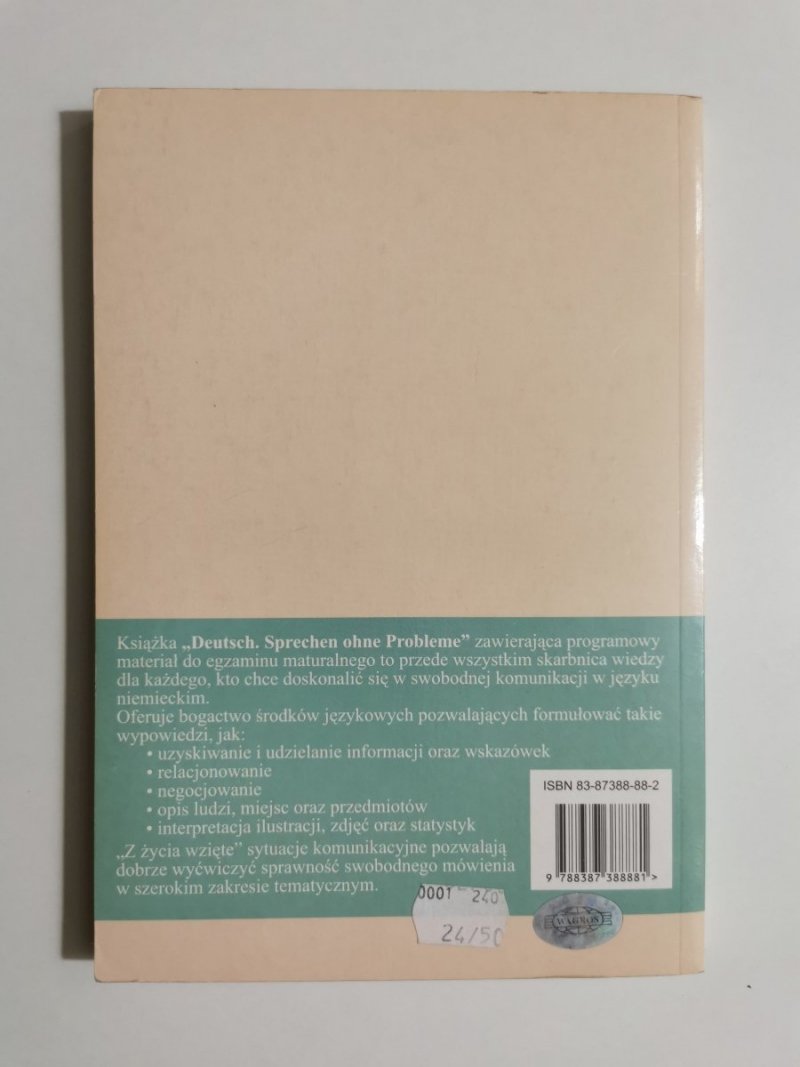 Książka „Deutsch. Sprechen ohne Probleme” zawierająca programowy
materiał do egzaminu maturalnego to przede wszystkim skarbnica wiedzy
dla każdego, kto chce doskonalić się w swobodnej komunikacji w języku
niemieckim.
Oferuje bogactwo środków językowych pozwalających formułować takie
wypowiedzi, jak:
• uzyskiwanie i udzielanie informacji oraz wskazówek
• relacjonowanie
• negocjowanie
• opis ludzi, miejsc oraz przedmiotów
• interpretacja ilustracji, zdjęć oraz statystyk
„Z życia wzięte” sytuacje komunikacyjne pozwalają
dobrze wyćwiczyć sprawność swobodnego mówienia
w szerokim zakresie tematycznym.
ISBN 83-87388-88-2
9 788387 388881 >
0001 240
24/50
WAGROS